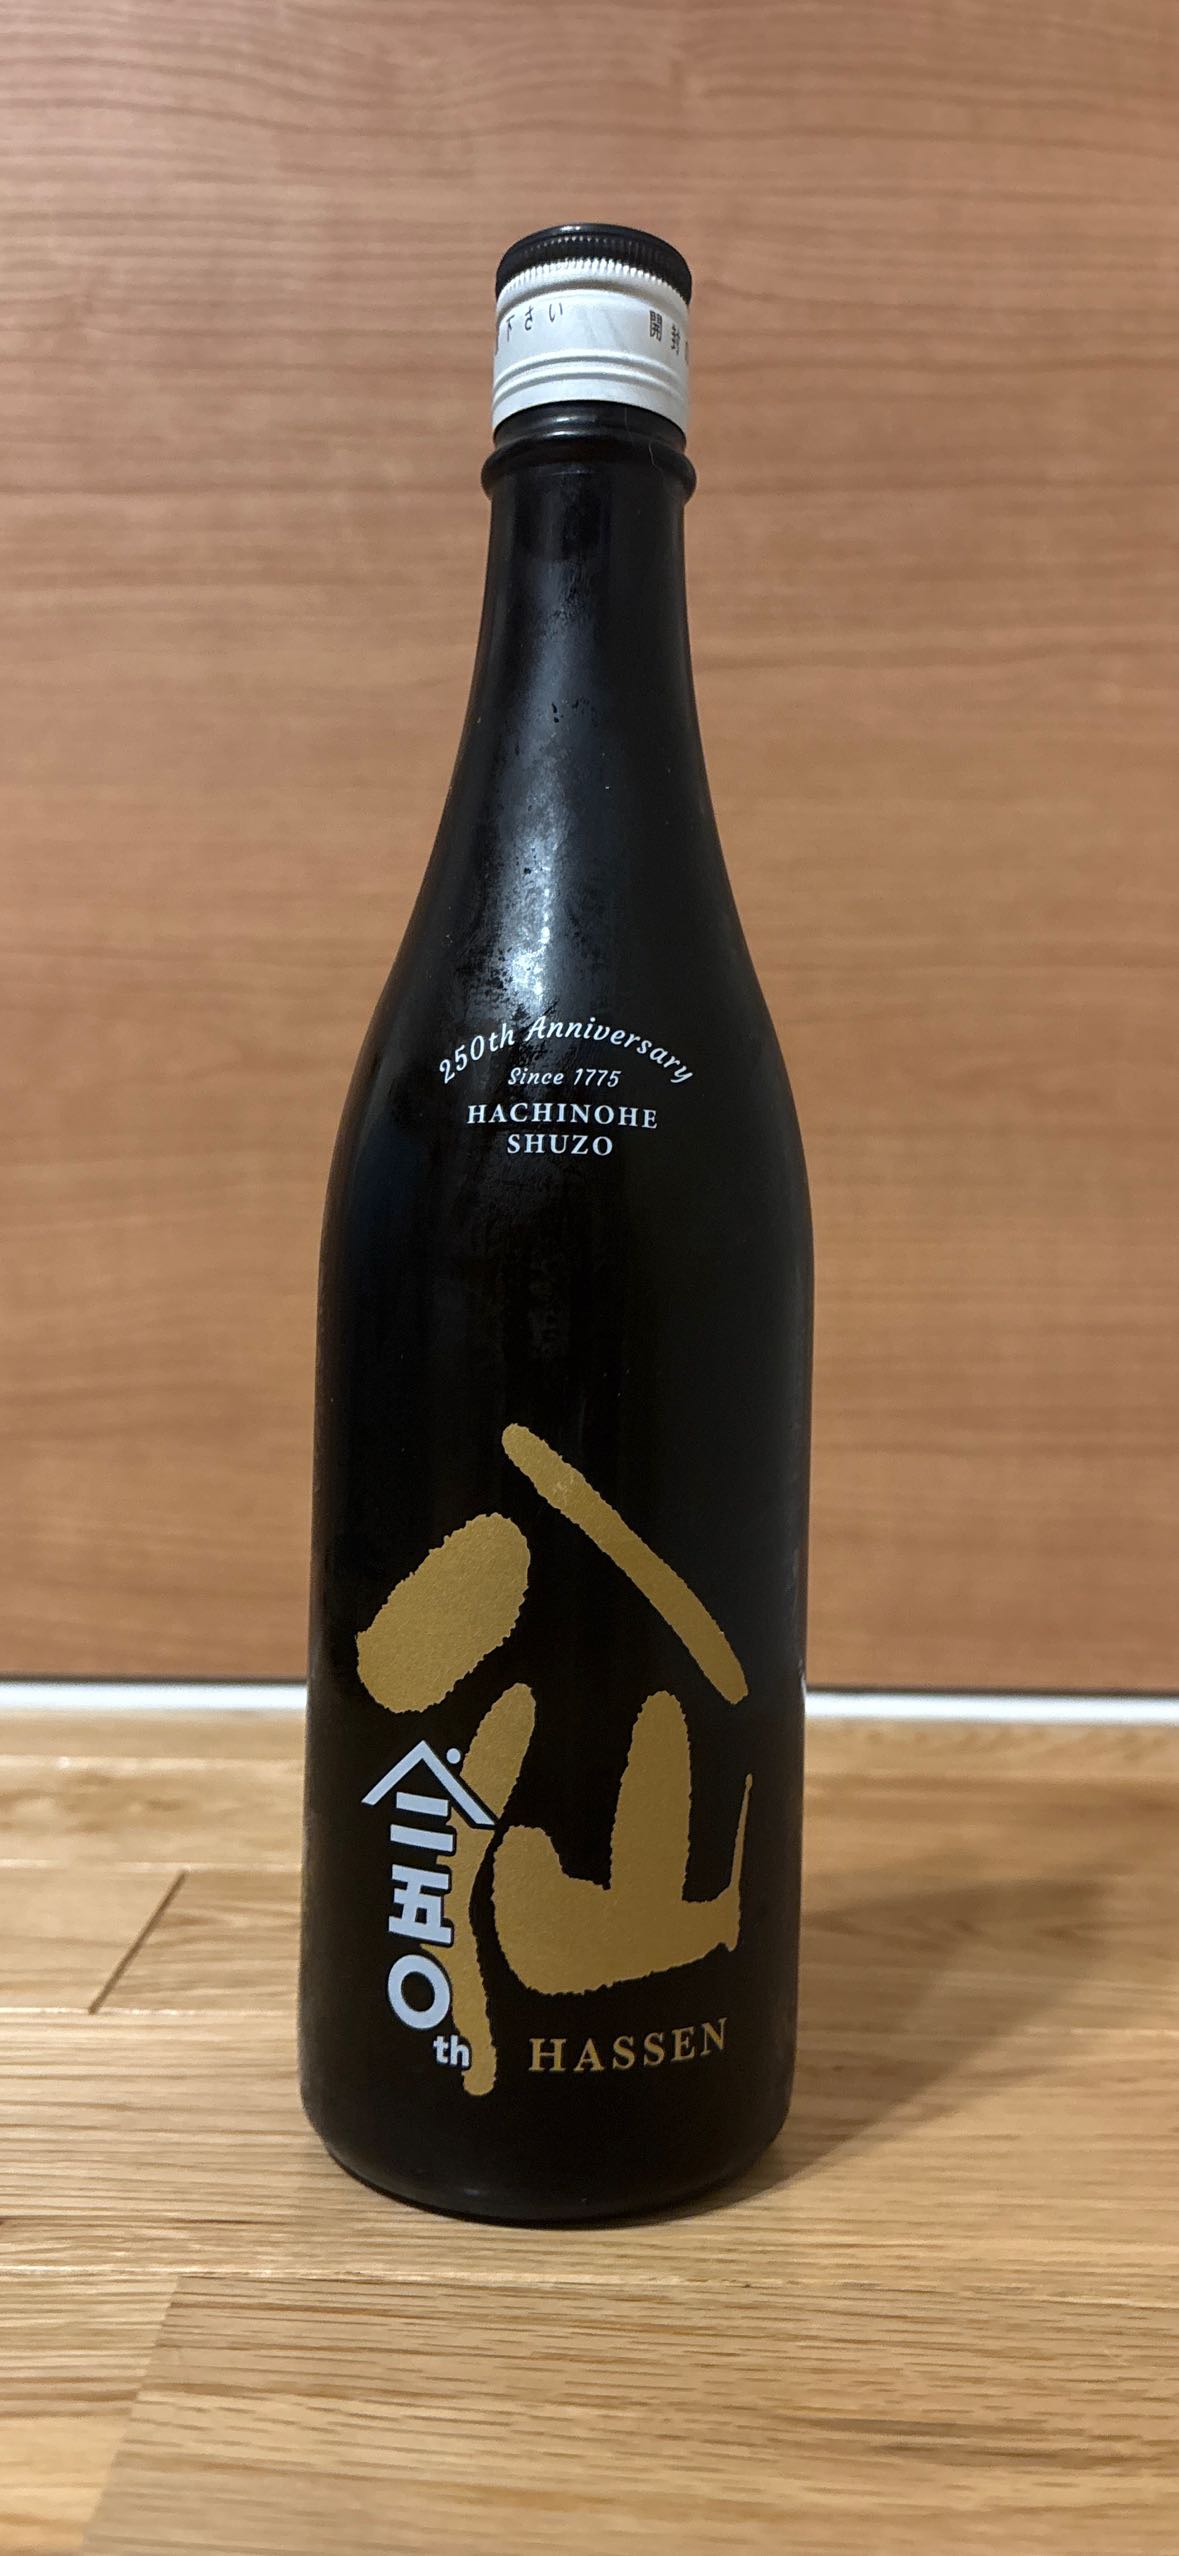 下さい 開封
250th Anniversary
Since 1775
HACHINOHE
SHUZO
八仙
二五〇th
HASSEN